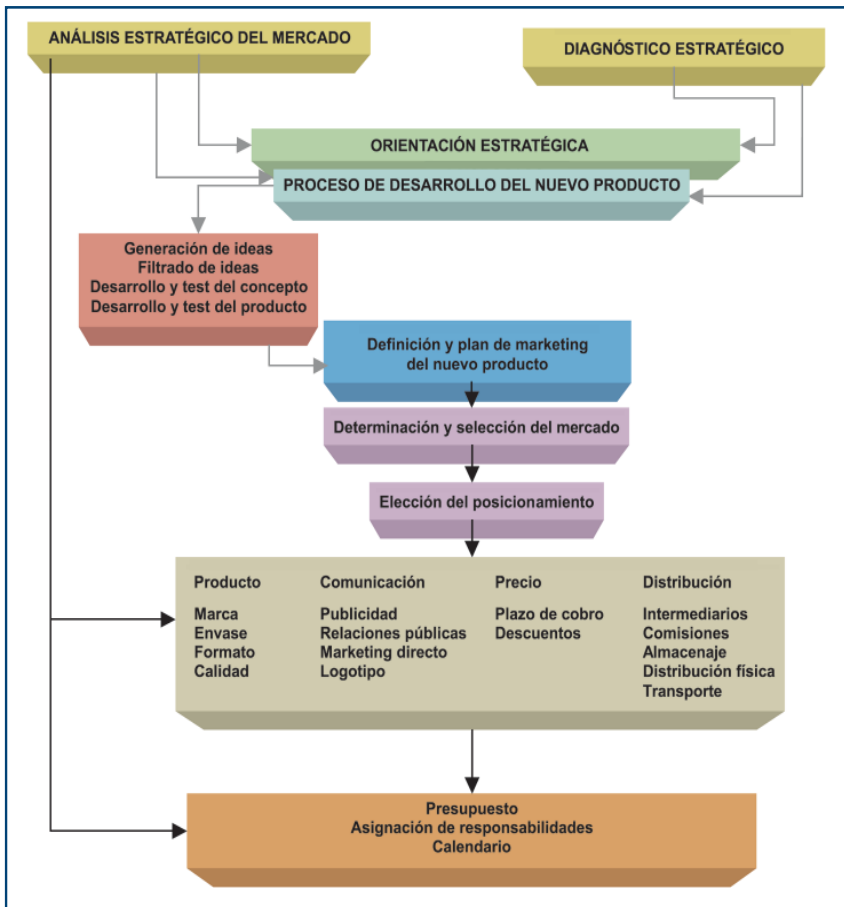 ANÁLISIS ESTRATÉGICO DEL MERCADO
DIAGNÓSTICO ESTRATÉGICO
ORIENTACIÓN ESTRATÉGICA
PROCESO DE DESARROLLO DEL NUEVO PRODUCTO
Generación de ideas
Filtrado de ideas
Desarrollo y test del concepto
Desarrollo y test del producto
Definición y plan de marketing
del nuevo producto
Determinación y selección del mercado
Elección del posicionamiento
Producto
Marca
Envase
Formato
Calidad
Comunicación
Publicidad
Relaciones públicas
Marketing directo
Logotipo
Precio
Plazo de cobro
Descuentos
Distribución
Intermediarios
Comisiones
Almacenaje
Distribución física
Transporte
Presupuesto
Asignación de responsabilidades
Calendario